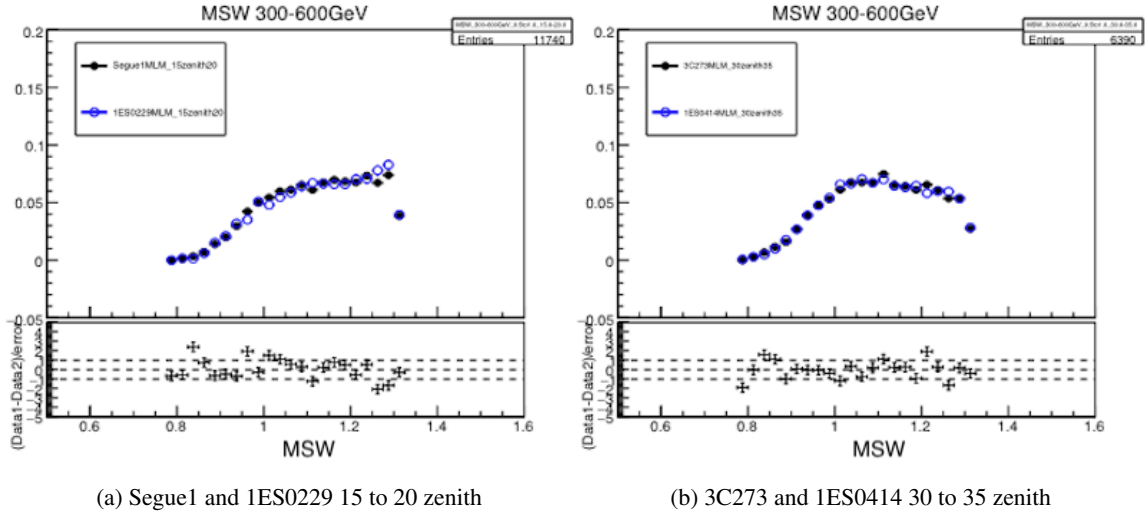 MSW 300-600GeV
Entries 11740
0.2
0.15
0.1
0.05
0
−0.05
Segue1MLM_15zenith20
1ES0229MLM_15zenith20
(Data1-Data2)/error
0.6 0.8 1 1.2 1.4 1.6
MSW
(a) Segue1 and 1ES0229 15 to 20 zenith
MSW 300-600GeV
Entries 6390
0.2
0.15
0.1
0.05
0
−0.05
3C273MLM_30zenith35
1ES0414MLM_30zenith35
(Data1-Data2)/error
0.6 0.8 1 1.2 1.4 1.6
MSW
(b) 3C273 and 1ES0414 30 to 35 zenith